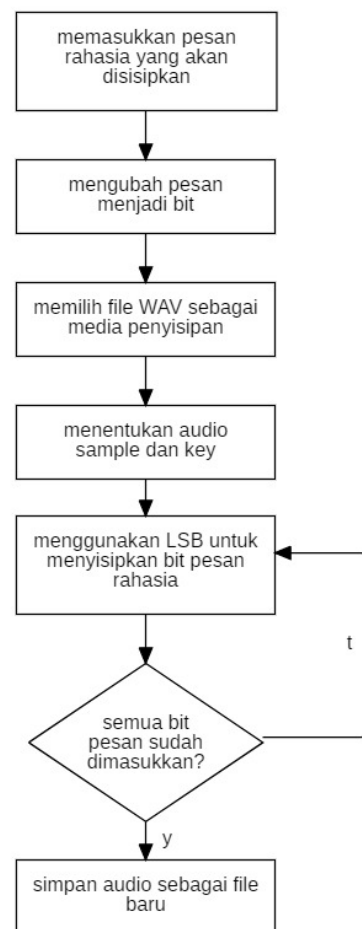 memasukkan pesan
rahasia yang akan
disisipkan
mengubah pesan
menjadi bit
memilih file WAV sebagai
media penyisipan
menentukan audio
sample dan key
menggunakan LSB untuk
menyisipkan bit pesan
rahasia
t
semua bit
pesan sudah
dimasukkan?
y
simpan audio sebagai file
baru